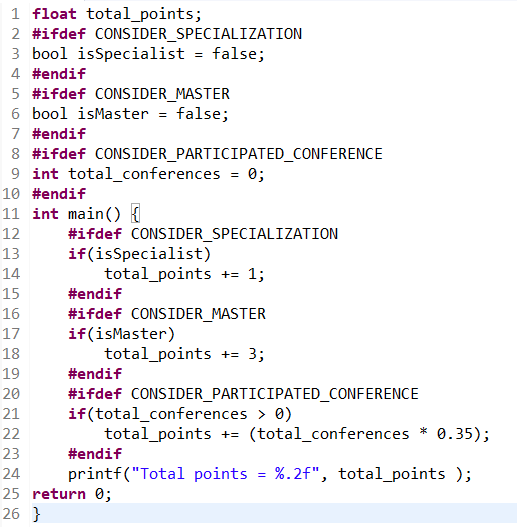 1 float total_points;
2 #ifdef CONSIDER_SPECIALIZATION
3 bool isSpecialist = false;
4 #endif
5 #ifdef CONSIDER_MASTER
6 bool isMaster = false;
7 #endif
8 #ifdef CONSIDER_PARTICIPATED_CONFERENCE
9 int total_conferences = 0;
10 #endif
11 int main() {
12     #ifdef CONSIDER_SPECIALIZATION
13     if(isSpecialist)
14         total_points += 1;
15     #endif
16     #ifdef CONSIDER_MASTER
17     if(isMaster)
18         total_points += 3;
19     #endif
20     #ifdef CONSIDER_PARTICIPATED_CONFERENCE
21     if(total_conferences > 0)
22         total_points += (total_conferences * 0.35);
23     #endif
24     printf("Total points = %.2f", total_points );
25 return 0;
26 }